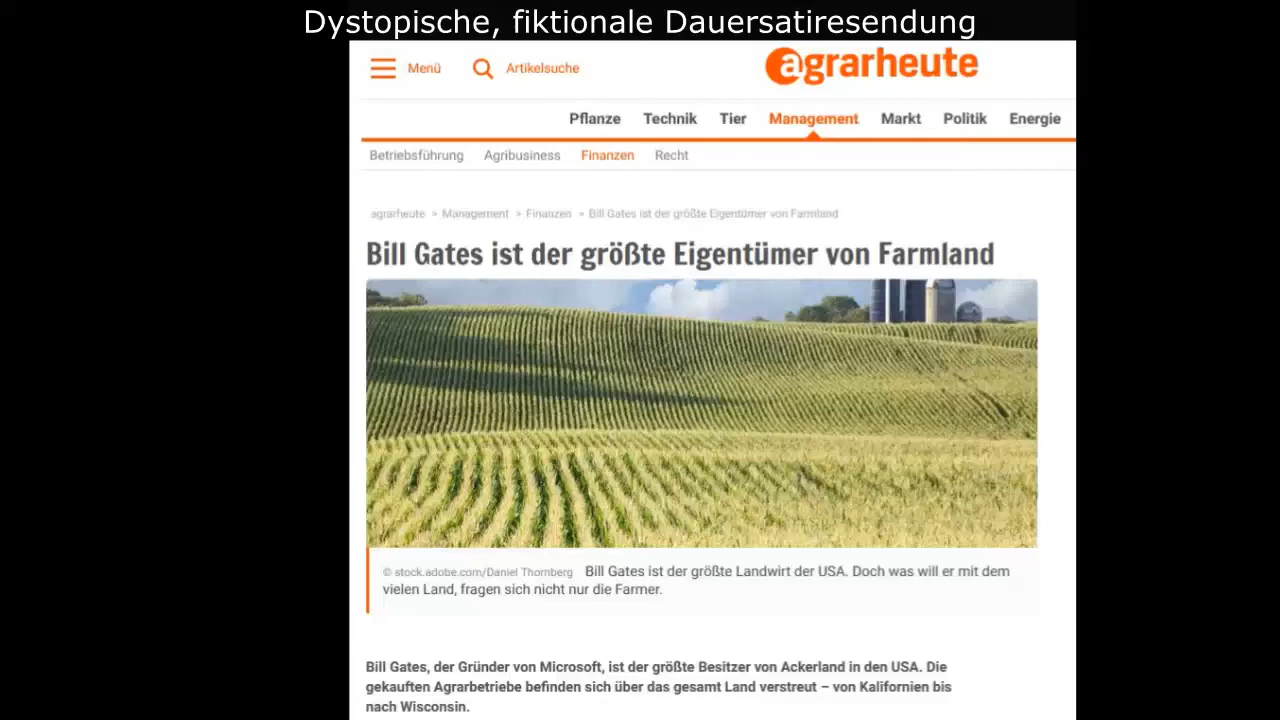 Dystopische, fiktionale Dauersatiresendung
Menü Artikelsuche agrarheute
Pflanze Technik Tier Management Markt Politik Energie
Betriebsführung Agribusiness Finanzen Recht
agrarheute > Management > Finanzen > Bill Gates ist der größte Eigentümer von Farmland
Bill Gates ist der größte Eigentümer von Farmland
© stock.adobe.com/Daniel Thornberg Bill Gates ist der größte Landwirt der USA. Doch was will er mit dem
vielen Land, fragen sich nicht nur die Farmer.
Bill Gates, der Gründer von Microsoft, ist der größte Besitzer von Ackerland in den USA. Die
gekauften Agrarbetriebe befinden sich über das gesamt Land verstreut – von Kalifornien bis
nach Wisconsin.